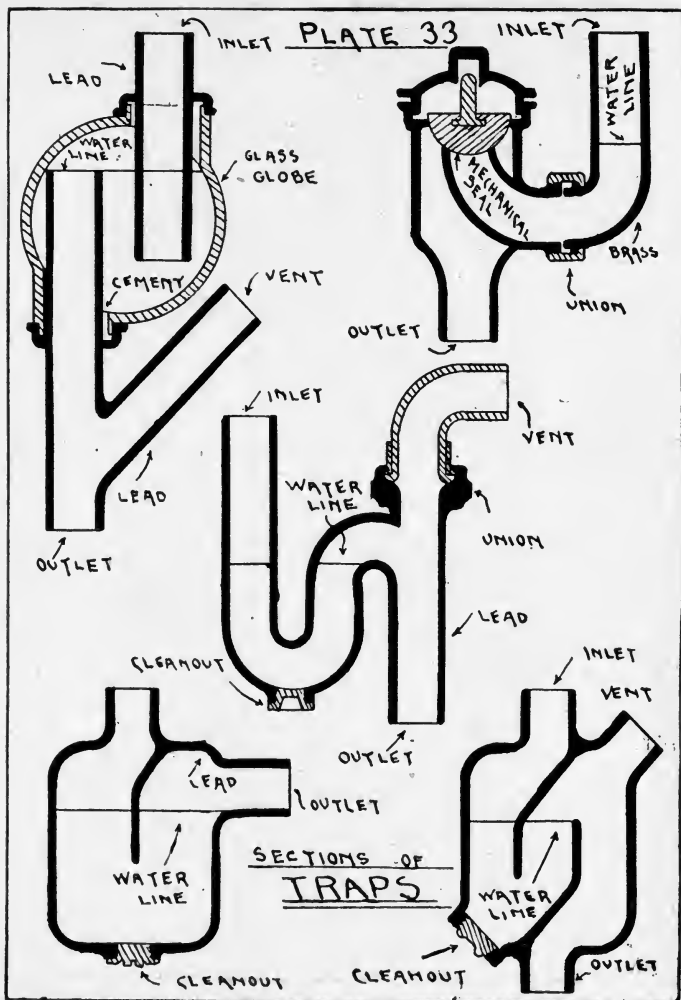 PLATE 33
INLET
LEAD
WATER
LINE
GLASS
GLOBE
CEMENT
VENT
LEAD
OUTLET
INLET
WATER
LINE
MECHANICAL
SEAL
BRASS
UNION
OUTLET
INLET
VENT
WATER
LINE
UNION
LEAD
CLEANOUT
OUTLET
LEAD
OUTLET
WATER
LINE
CLEANOUT
SECTIONS OF
TRAPS
INLET
VENT
WATER
LINE
CLEANOUT
OUTLET